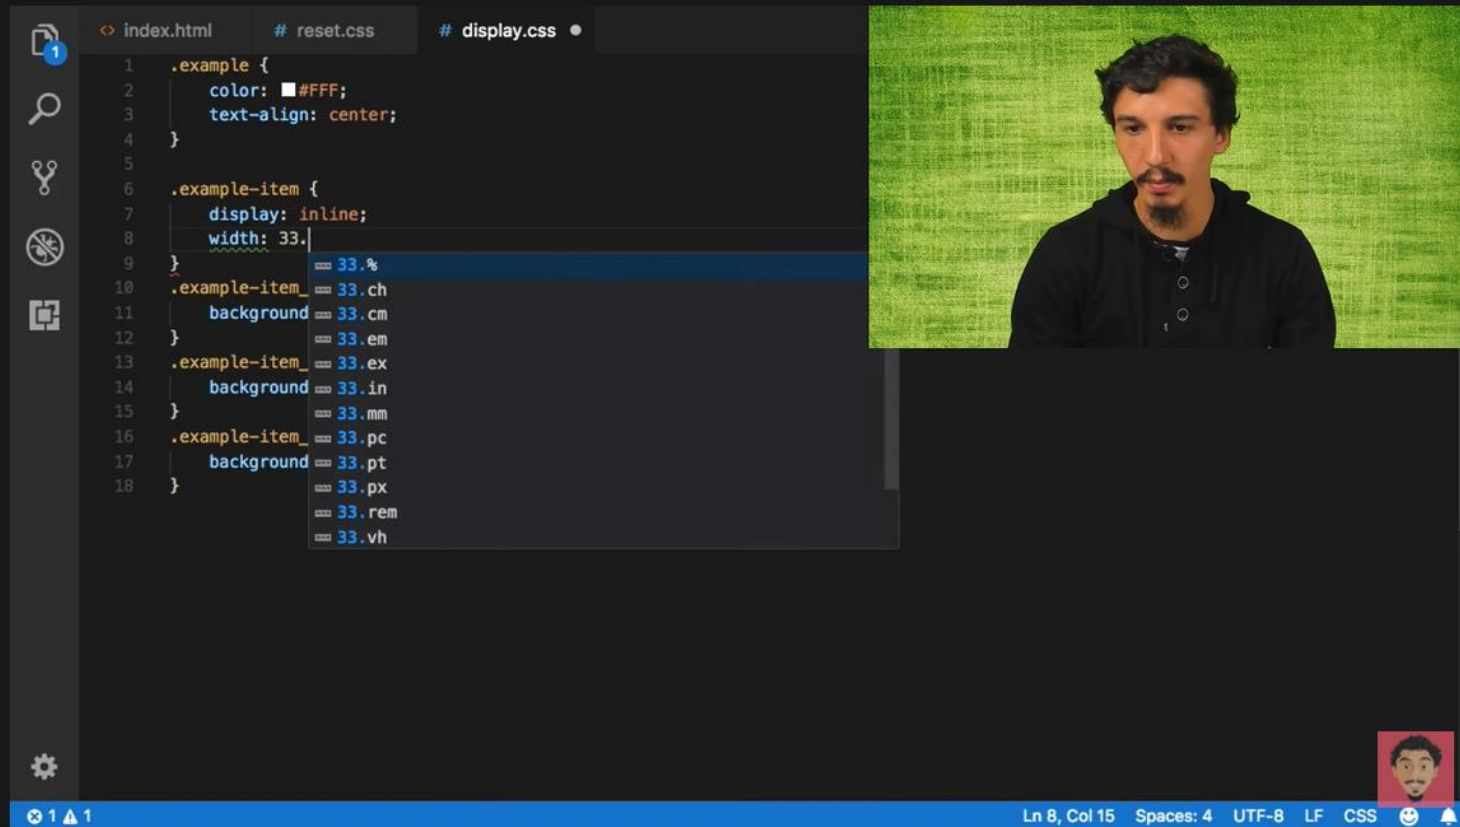 1
index.html
# reset.css
# display.css
1 .example {
2 color: #FFF;
3 text-align: center;
4 }
5
6 .example-item {
7 display: inline;
8 width: 33.
9 }
10 .example-item_
11 background
12 }
13 .example-item_
14 background
15 }
16 .example-item_
17 background
18 }
33.%
33.ch
33.cm
33.em
33.ex
33.in
33.mm
33.pc
33.pt
33.px
33.rem
33.vh
1 1
Ln 8, Col 15 Spaces: 4 UTF-8 LF CSS